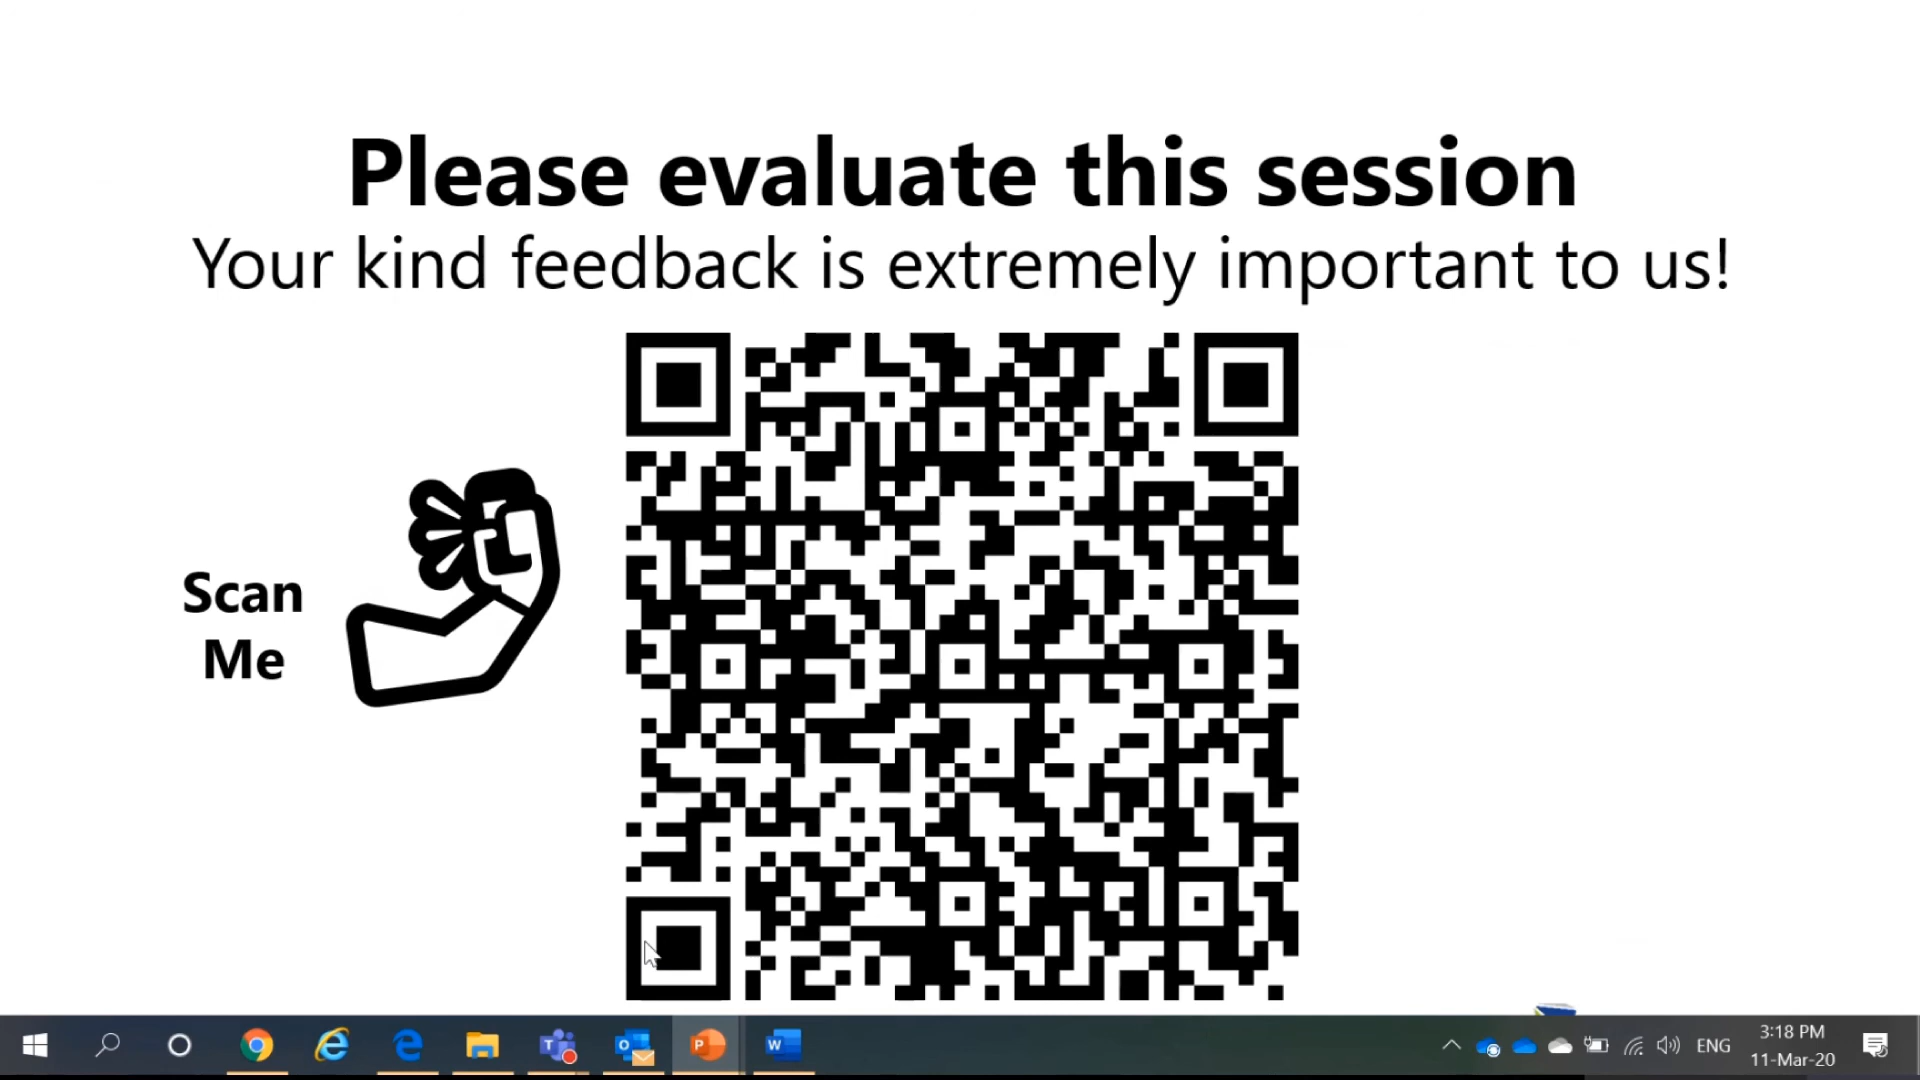 Please evaluate this session
Your kind feedback is extremely important to us!
Scan
Me
ENG
3:18 PM
11-Mar-20